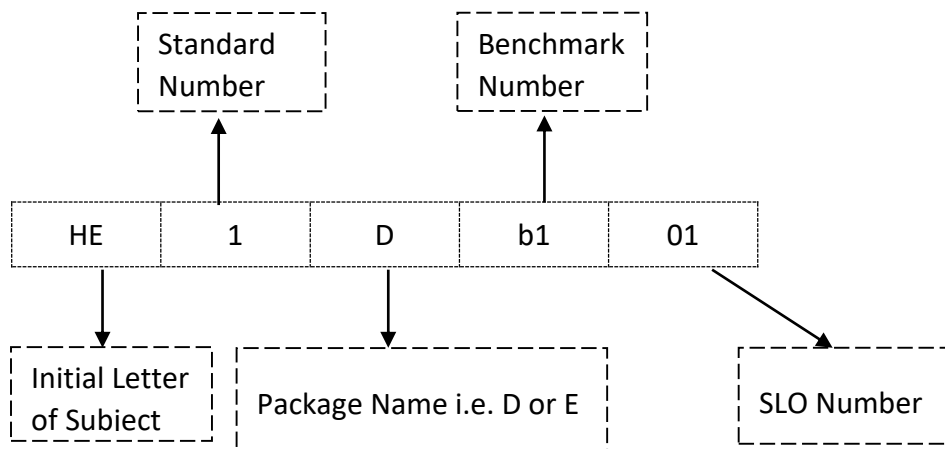 Standard
Number
Benchmark
Number
HE 1 D b1 01
Initial Letter
of Subject
Package Name i.e. D or E
SLO Number